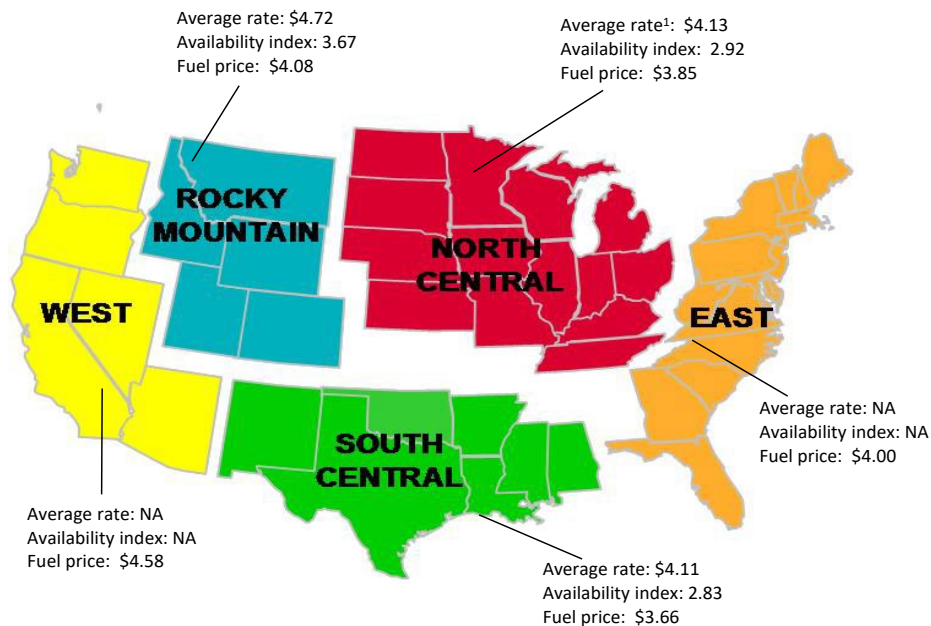 Average rate: $4.72
Availability index: 3.67
Fuel price: $4.08
Average rate¹: $4.13
Availability index: 2.92
Fuel price: $3.85
ROCKY
MOUNTAIN
NORTH
CENTRAL
WEST
EAST
SOUTH
CENTRAL
Average rate: NA
Availability index: NA
Fuel price: $4.00
Average rate: NA
Availability index: NA
Fuel price: $4.58
Average rate: $4.11
Availability index: 2.83
Fuel price: $3.66